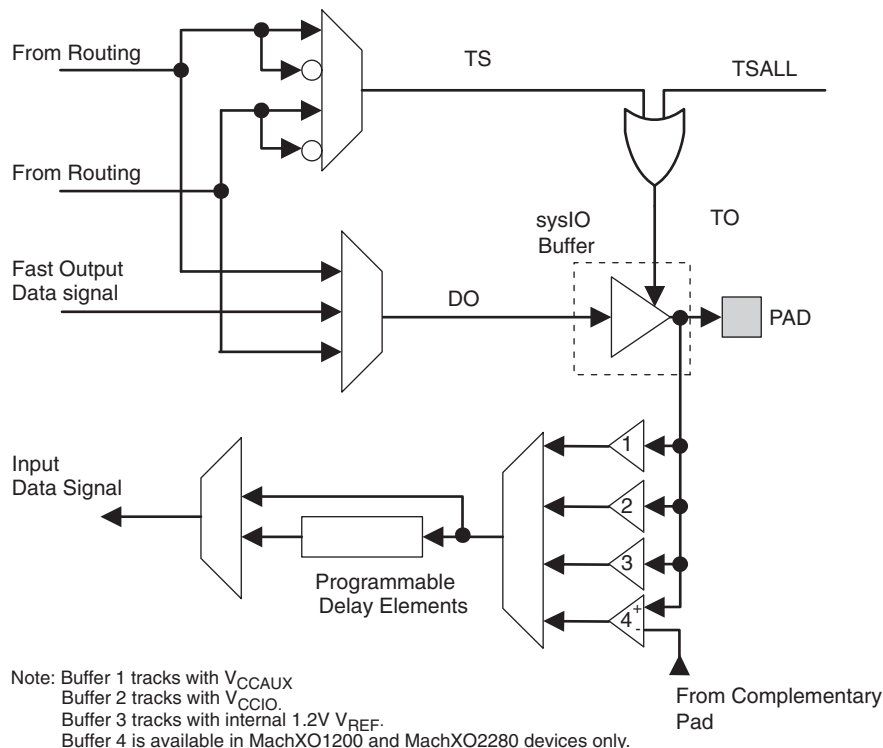 From Routing
TS
TSALL
From Routing
sysIO
Buffer
TO
Fast Output
Data signal
DO
PAD
Input
Data Signal
1
2
3
4
+
-
Programmable
Delay Elements
From Complementary
Pad
Note: Buffer 1 tracks with VCCAUX
Buffer 2 tracks with VCCIO.
Buffer 3 tracks with internal 1.2V VREF.
Buffer 4 is available in MachXO1200 and MachXO2280 devices only.